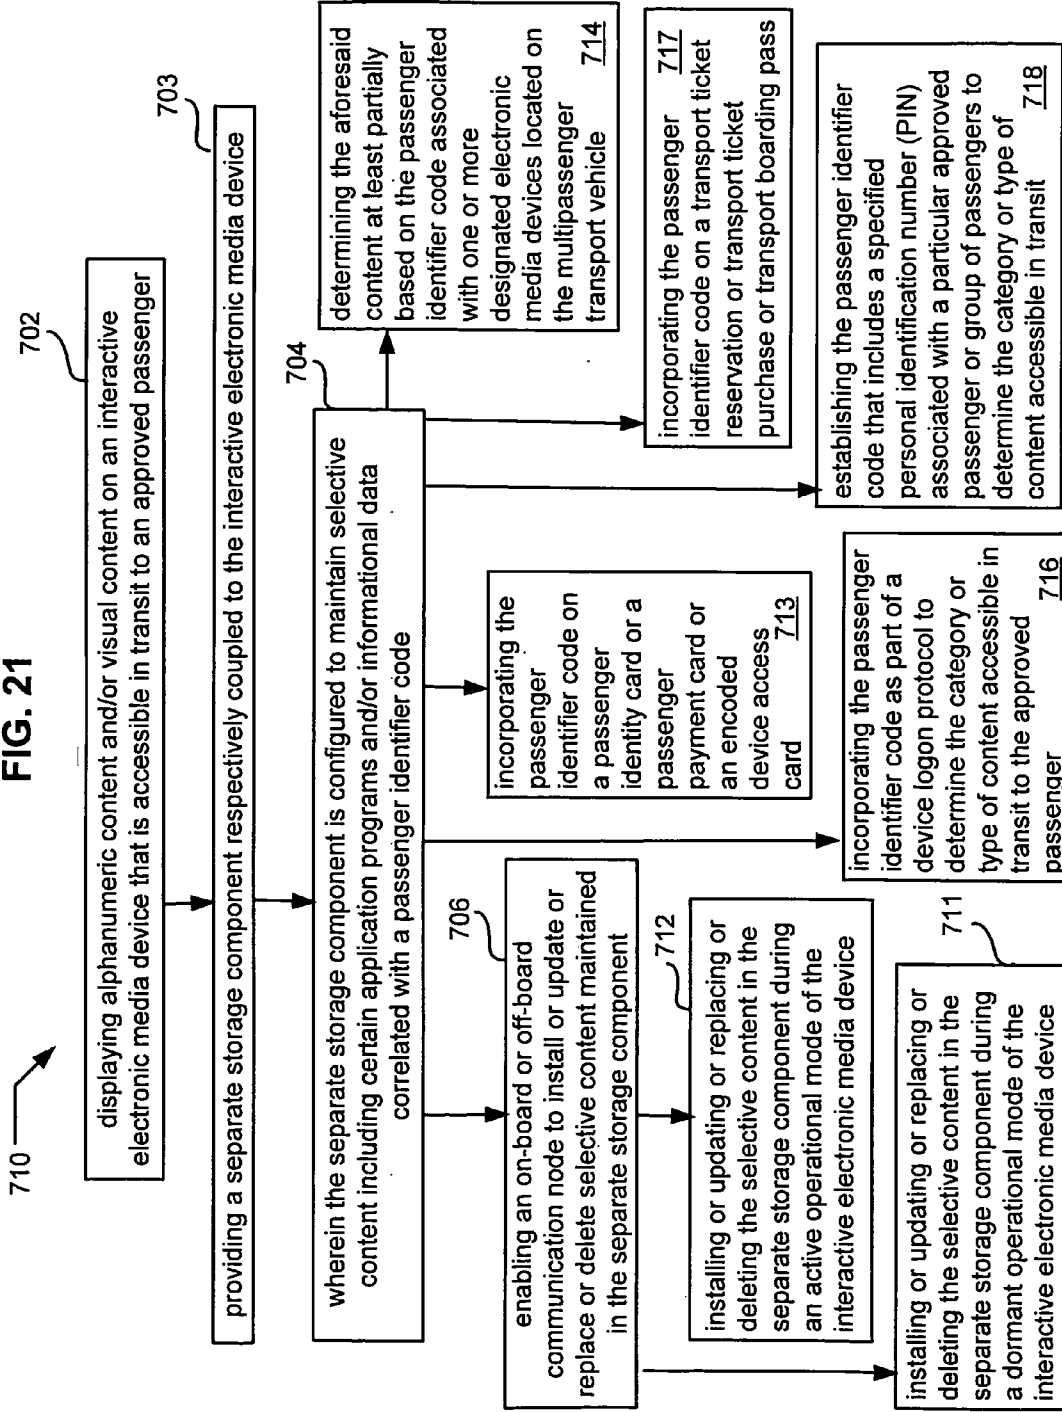 FIG. 21
710
702
displaying alphanumeric content and/or visual content on an interactive
electronic media device that is accessible in transit to an approved passenger
703
providing a separate storage component respectively coupled to the interactive electronic media device
704
wherein the separate storage component is configured to maintain selective
content including certain application programs and/or informational data
correlated with a passenger identifier code
706
enabling an on-board or off-board
communication node to install or update or
replace or delete selective content maintained
in the separate storage component
712
installing or updating or replacing or
deleting the selective content in the
separate storage component during
an active operational mode of the
interactive electronic media device
711
installing or updating or replacing or
deleting the selective content in the
separate storage component during
a dormant operational mode of the
interactive electronic media device
incorporating the
passenger
identifier code on
a passenger
identity card or a
passenger
payment card or
an encoded
device access
card 713
incorporating the passenger
identifier code as part of a
device logon protocol to
determine the category or
type of content accessible in
transit to the approved
passenger 716
determining the aforesaid
content at least partially
based on the passenger
identifier code associated
with one or more
designated electronic
media devices located on
the multipassenger
transport vehicle 714
incorporating the passenger 717
identifier code on a transport ticket
reservation or transport ticket
purchase or transport boarding pass
establishing the passenger identifier
code that includes a specified
personal identification number (PIN)
associated with a particular approved
passenger or group of passengers to
determine the category or type of
content accessible in transit 718